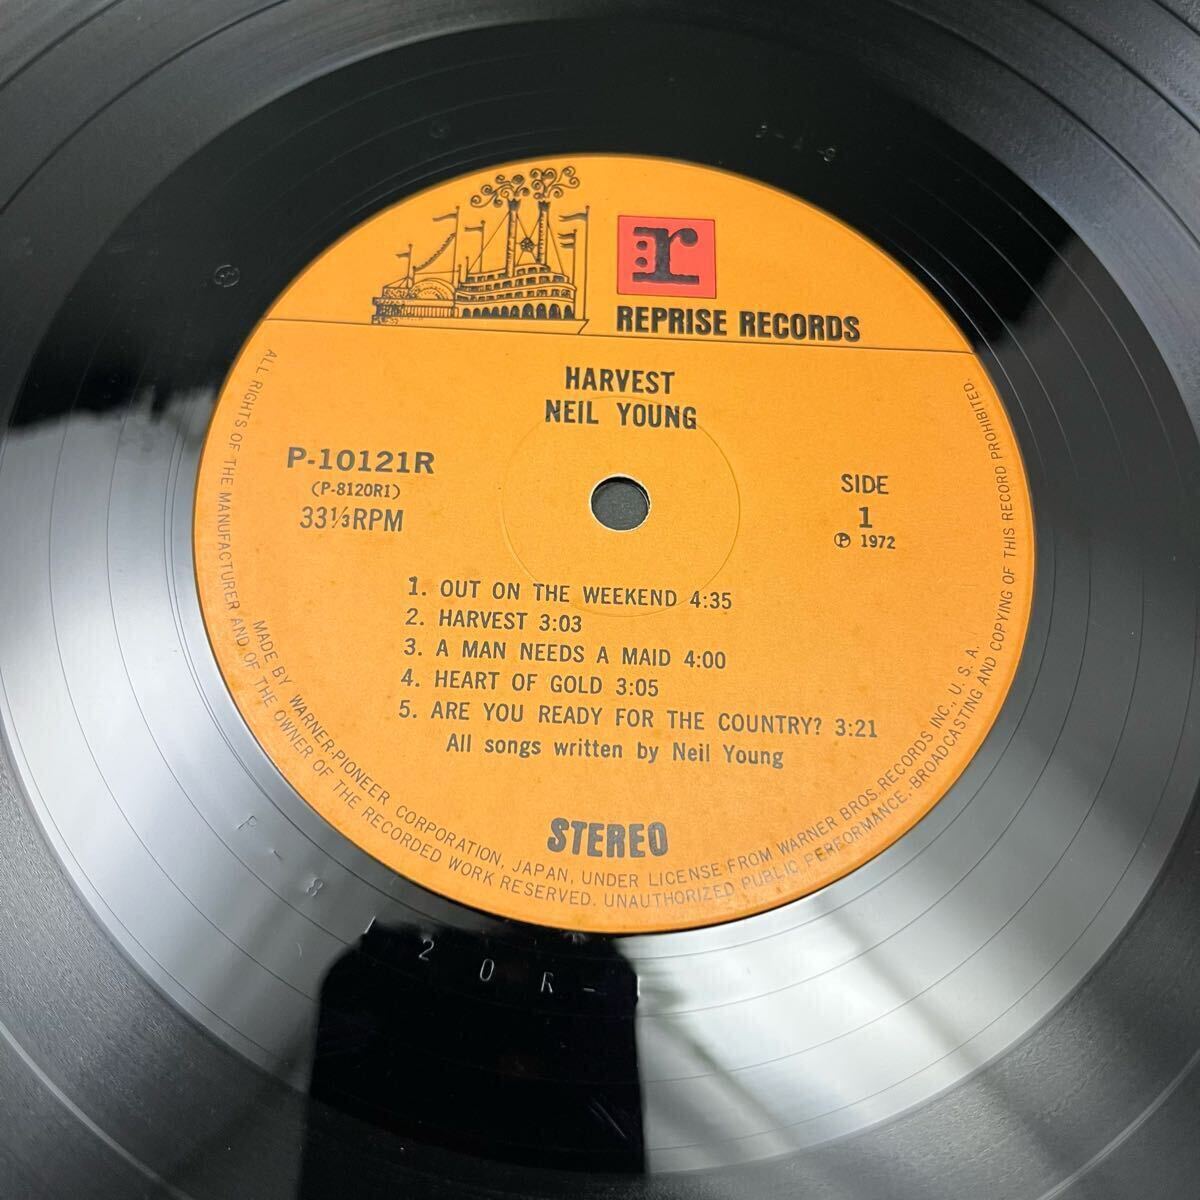 r
REPRISE RECORDS
HARVEST
NEIL YOUNG
P-10121R
(P-8120R1)
33⅓RPM
SIDE
1
Ⓟ 1972
1. OUT ON THE WEEKEND 4:35
2. HARVEST 3:03
3. A MAN NEEDS A MAID 4:00
4. HEART OF GOLD 3:05
5. ARE YOU READY FOR THE COUNTRY? 3:21
All songs written by Neil Young
STEREO
ALL RIGHTS OF THE MANUFACTURER AND OF THE OWNER OF THE RECORDED WORK RESERVED. UNAUTHORIZED PUBLIC PERFORMANCE. BROADCASTING AND COPYING OF THIS RECORD PROHIBITED.
MADE BY WARNER-PIONEER CORPORATION, JAPAN, UNDER LICENSE FROM WARNER BROS. RECORDS INC., U. S. A.
P-8120R-